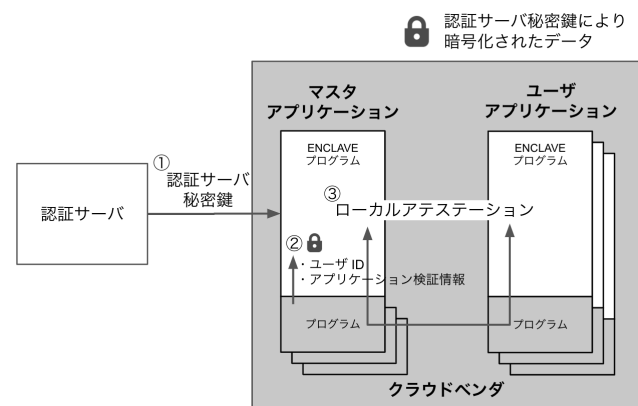 認証サーバ秘密鍵により
暗号化されたデータ
マスタ
アプリケーション
ユーザ
アプリケーション
ENCLAVE
プログラム
ENCLAVE
プログラム
①
認証サーバ
秘密鍵
認証サーバ
③
ローカルアテステーション
②
・ユーザ ID
・アプリケーション検証情報
プログラム
プログラム
クラウドベンダ